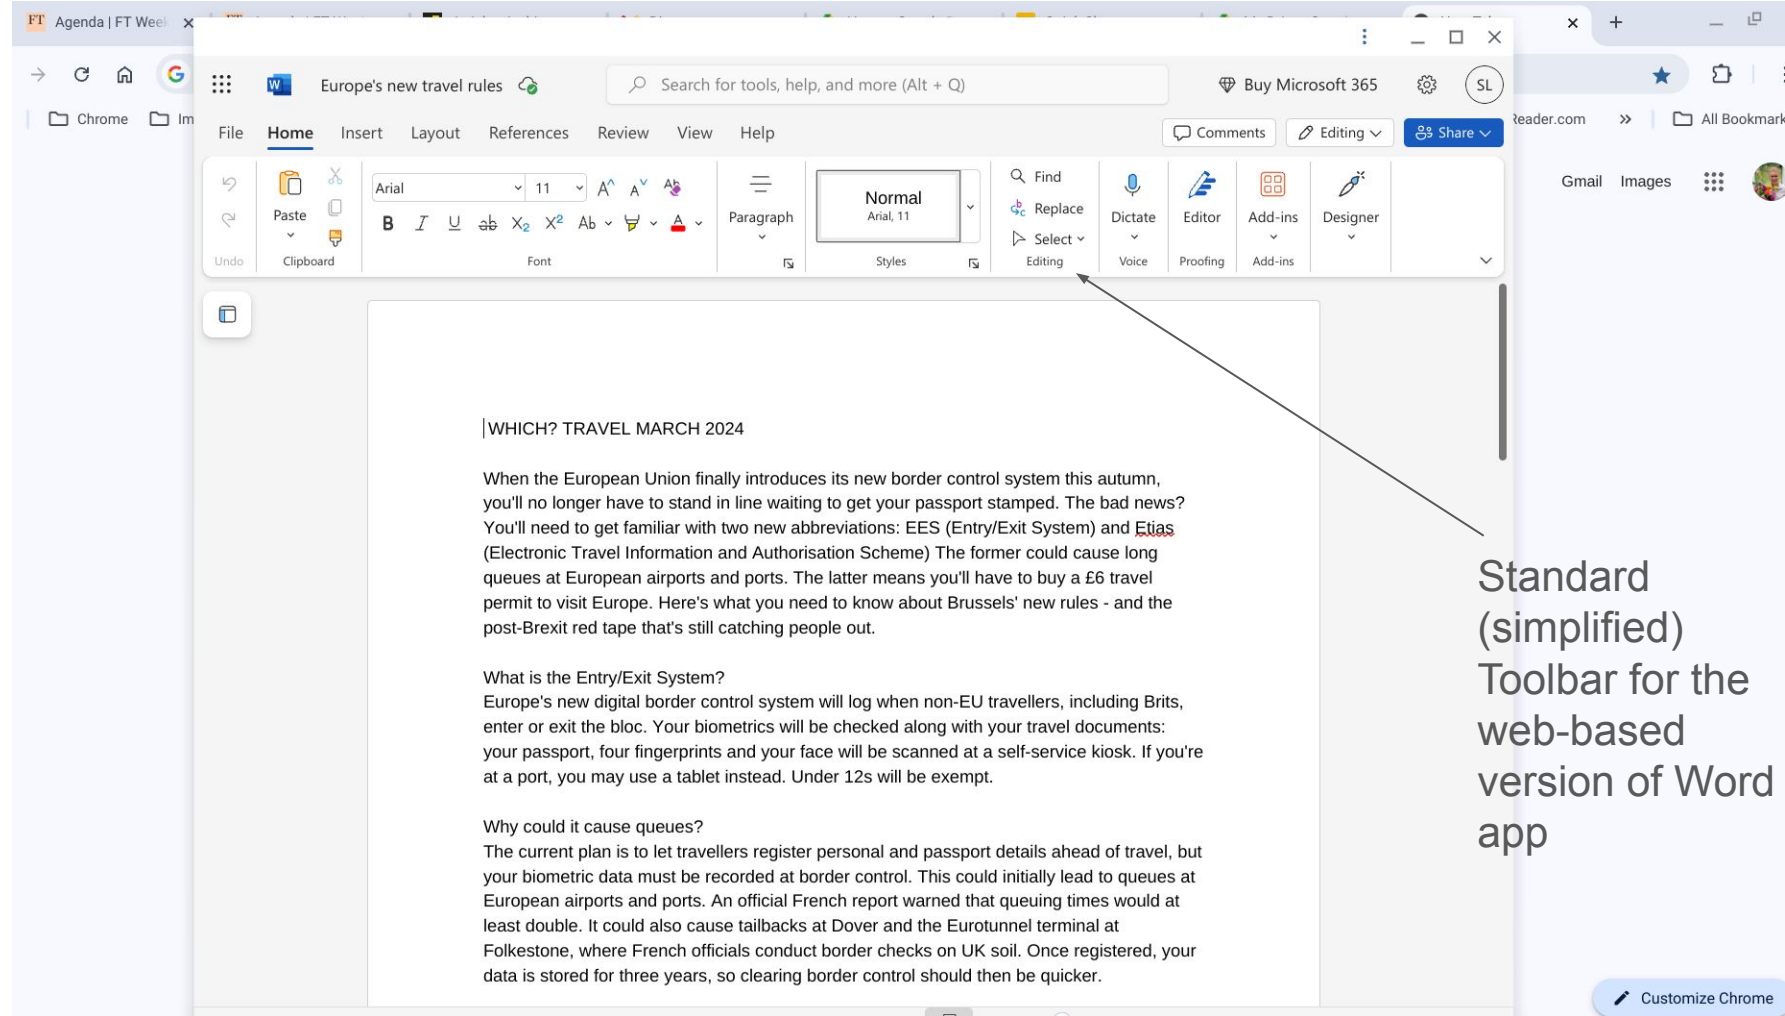 FT Agenda | FT Week
Europe's new travel rules
Search for tools, help, and more (Alt + Q)
Buy Microsoft 365
SL
Chrome
Im
Reader.com
All Bookmark
File Home Insert Layout References Review View Help
Comments Editing Share
Gmail Images
Paste
Arial 11
Paragraph
Normal
Arial, 11
Find
Replace
Select
Dictate
Editor
Add-ins
Designer
Undo Clipboard Font Styles Editing Voice Proofing Add-ins
WHICH? TRAVEL MARCH 2024
When the European Union finally introduces its new border control system this autumn,
you'll no longer have to stand in line waiting to get your passport stamped. The bad news?
You'll need to get familiar with two new abbreviations: EES (Entry/Exit System) and Etias
(Electronic Travel Information and Authorisation Scheme) The former could cause long
queues at European airports and ports. The latter means you'll have to buy a £6 travel
permit to visit Europe. Here's what you need to know about Brussels' new rules - and the
post-Brexit red tape that's still catching people out.
What is the Entry/Exit System?
Europe's new digital border control system will log when non-EU travellers, including Brits,
enter or exit the bloc. Your biometrics will be checked along with your travel documents:
your passport, four fingerprints and your face will be scanned at a self-service kiosk. If you're
at a port, you may use a tablet instead. Under 12s will be exempt.
Why could it cause queues?
The current plan is to let travellers register personal and passport details ahead of travel, but
your biometric data must be recorded at border control. This could initially lead to queues at
European airports and ports. An official French report warned that queuing times would at
least double. It could also cause tailbacks at Dover and the Eurotunnel terminal at
Folkestone, where French officials conduct border checks on UK soil. Once registered, your
data is stored for three years, so clearing border control should then be quicker.
Standard
(simplified)
Toolbar for the
web-based
version of Word
app
Customize Chrome